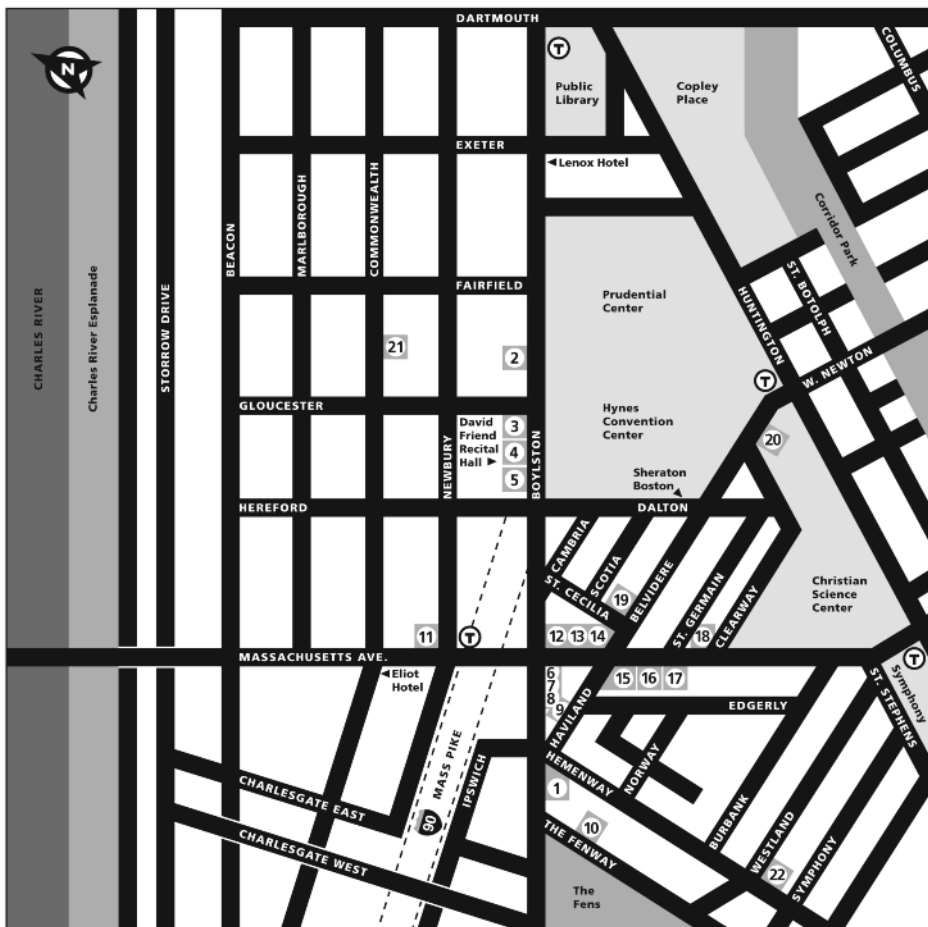 DARTMOUTH
N
T
Public
Library
Copley
Place
COLUMBUS
EXETER
Lenox Hotel
BEACON
MARLBOROUGH
COMMONWEALTH
CHARLES RIVER
Charles River Esplanade
STORROW DRIVE
Corridor Park
FAIRFIELD
Prudential
Center
HUNTINGTON
ST. BOTOLPH
21
2
T
W. NEWTON
GLOUCESTER
David
Friend
Recital
Hall
3
4
5
NEWBURY
BOYLSTON
Hynes
Convention
Center
20
Sheraton
Boston
HEREFORD
DALTON
CAMBRIA
SCOTIA
ST. CECILIA
19
BELVIDERE
ST. GERMAIN
18
CLEARWAY
Christian
Science
Center
11
T
12
13
14
MASSACHUSETTS AVE.
T
Eliot
Hotel
6
7
8
9
15
16
17
HAVILAND
EDGERLY
ST. STEPHENS
Symphony
MASS PIKE
90
IPSWICH
HEMENWAY
NORWAY
CHARLESGATE EAST
1
10
BURBANK
WESTLAND
CHARLESGATE WEST
THE FENWAY
22
SYMPHONY
The
Fens